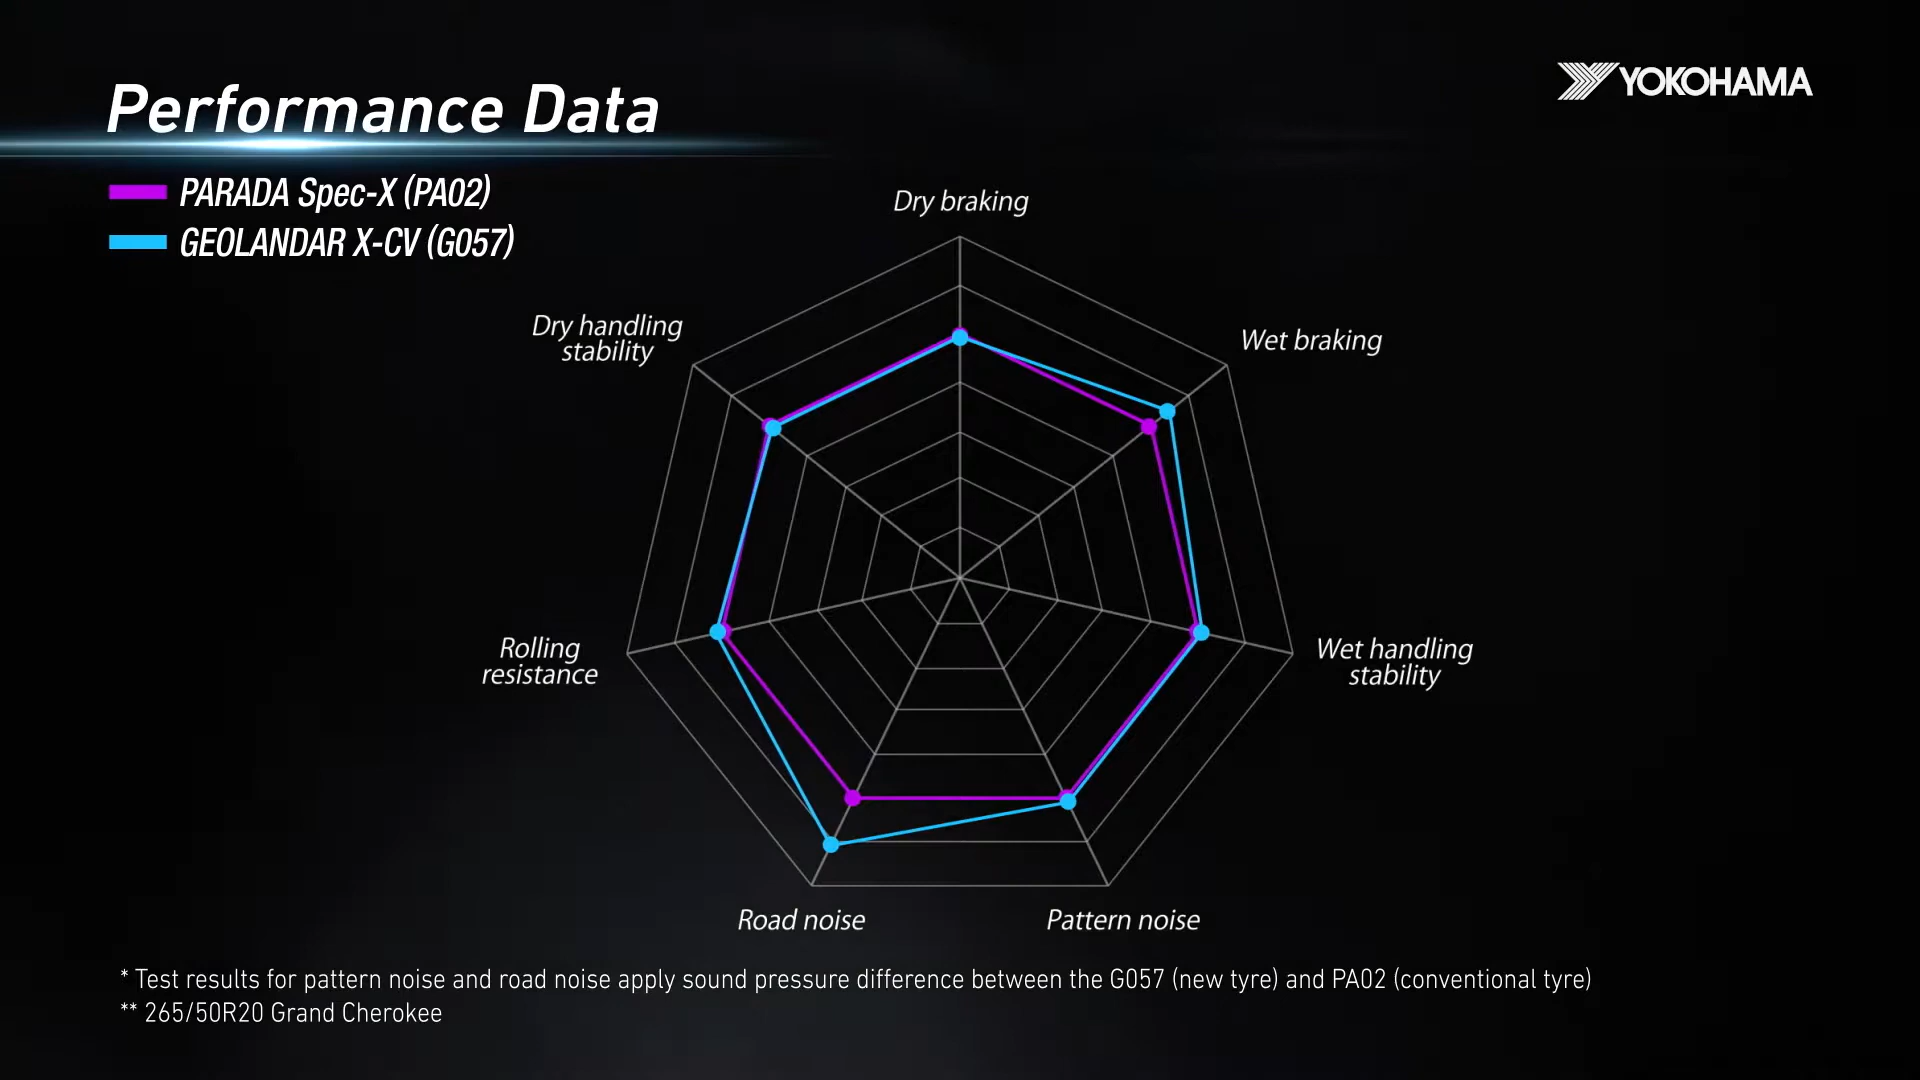 YOKOHAMA
Performance Data
PARADA Spec-X (PA02)
GEOLANDAR X-CV (G057)
Dry braking
Dry handling
stability
Wet braking
Rolling
resistance
Wet handling
stability
Road noise
Pattern noise
* Test results for pattern noise and road noise apply sound pressure difference between the G057 (new tyre) and PA02 (conventional tyre)
** 265/50R20 Grand Cherokee